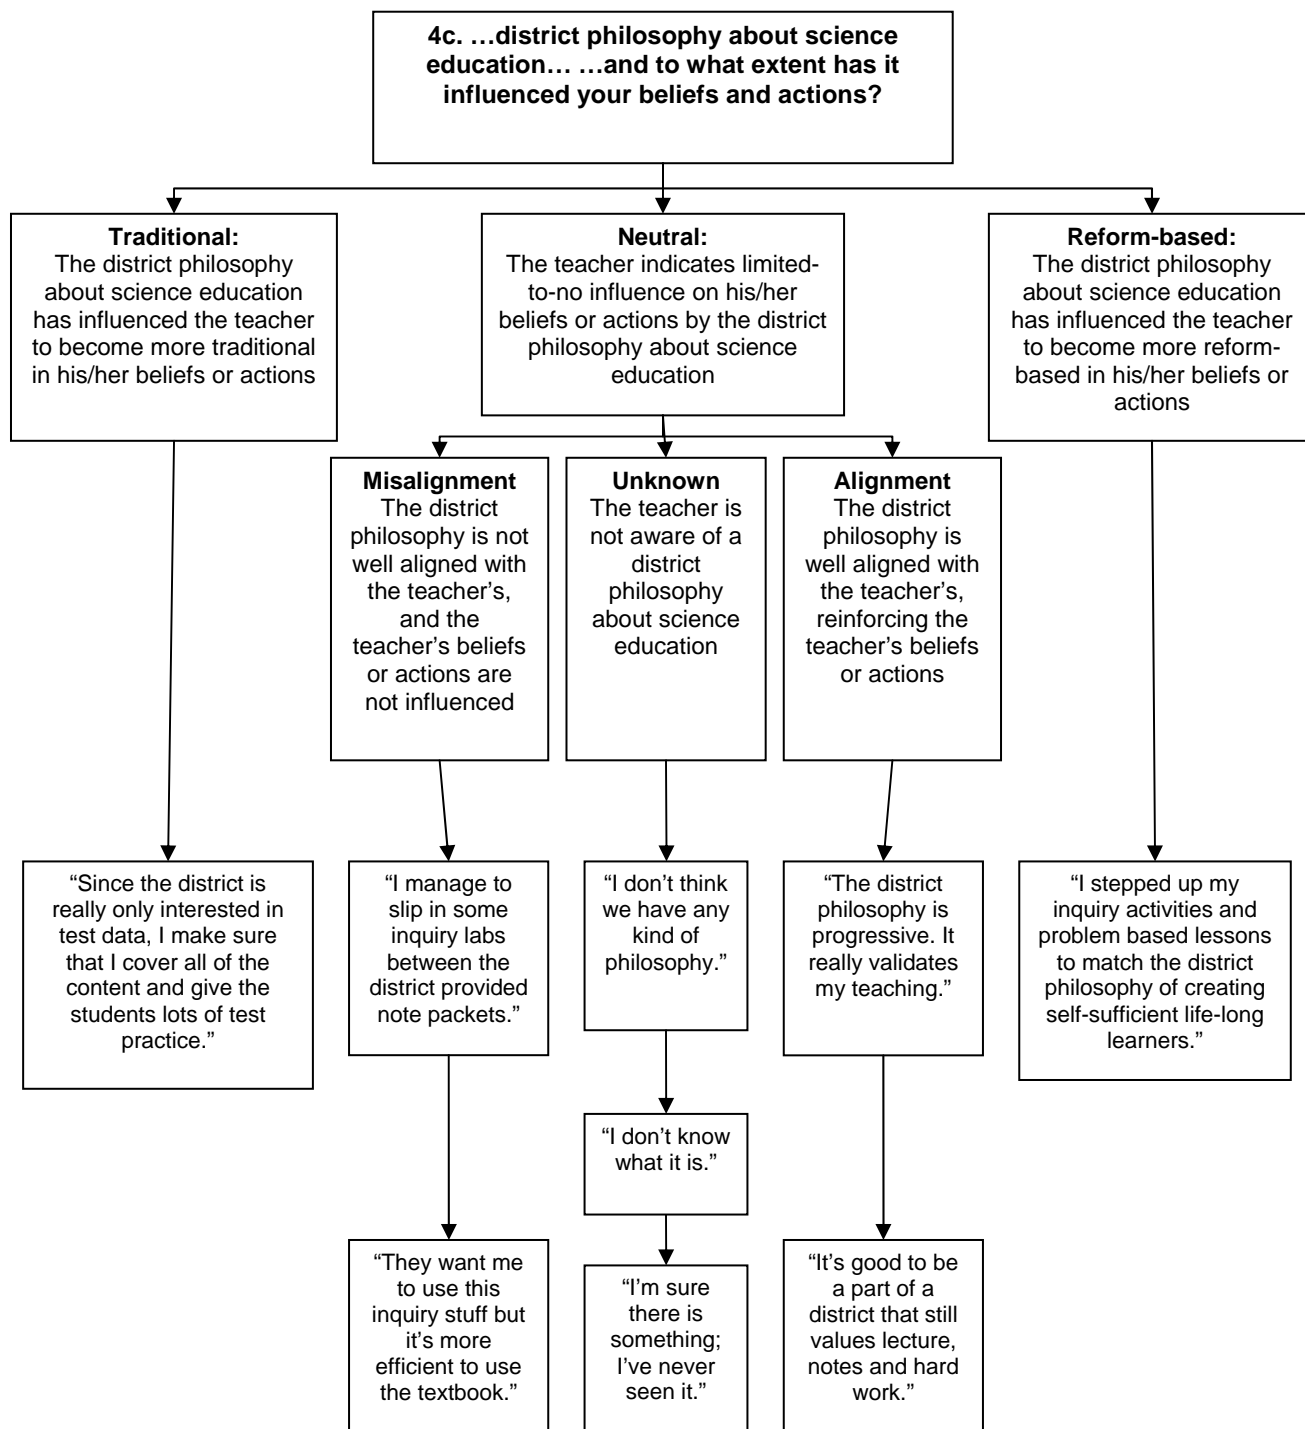 4c. …district philosophy about science
education… …and to what extent has it
influenced your beliefs and actions?
Traditional:
The district philosophy
about science education
has influenced the teacher
to become more traditional
in his/her beliefs or actions
Neutral:
The teacher indicates limited-
to-no influence on his/her
beliefs or actions by the district
philosophy about science
education
Reform-based:
The district philosophy
about science education
has influenced the teacher
to become more reform-
based in his/her beliefs or
actions
Misalignment
The district
philosophy is not
well aligned with
the teacher’s,
and the
teacher’s beliefs
or actions are
not influenced
Unknown
The teacher is
not aware of a
district
philosophy
about science
education
Alignment
The district
philosophy is
well aligned with
the teacher’s,
reinforcing the
teacher’s beliefs
or actions
“Since the district is
really only interested in
test data, I make sure
that I cover all of the
content and give the
students lots of test
practice.”
“I manage to
slip in some
inquiry labs
between the
district provided
note packets.”
“I don’t think
we have any
kind of
philosophy.”
“The district
philosophy is
progressive. It
really validates
my teaching.”
“I stepped up my
inquiry activities and
problem based lessons
to match the district
philosophy of creating
self-sufficient life-long
learners.”
“I don’t know
what it is.”
“They want me
to use this
inquiry stuff but
it’s more
efficient to use
the textbook.”
“I’m sure
there is
something;
I’ve never
seen it.”
“It’s good to be
a part of a
district that still
values lecture,
notes and hard
work.”